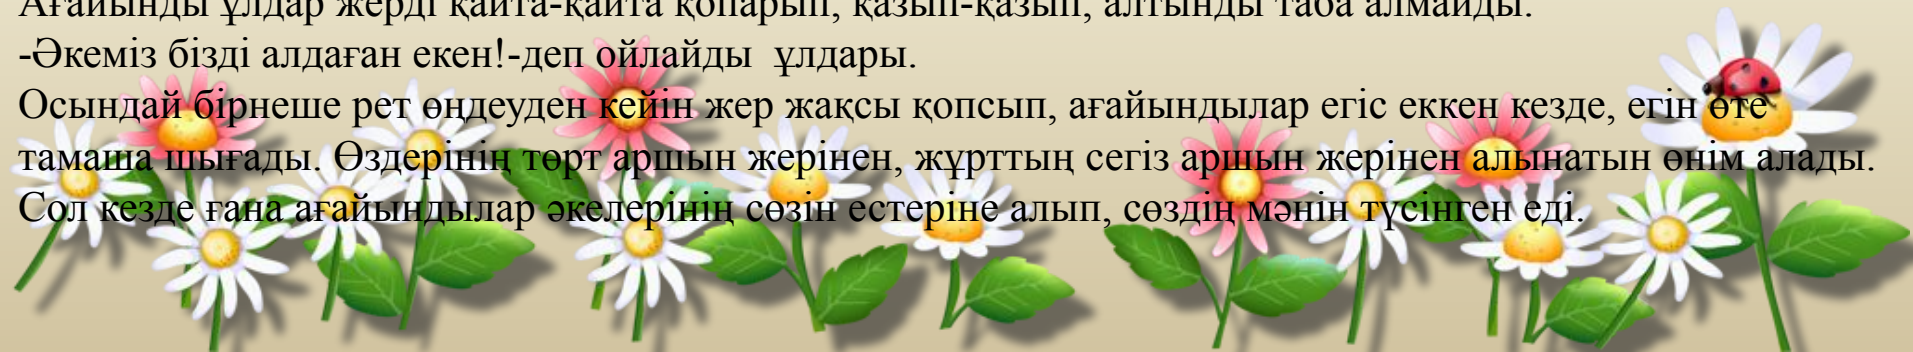 Ағайынды ұлдар жерді қайта-қайта қопарып, қазып-қазып, алтынды таба алмайды.
-Әкеміз бізді алдаған екен!-деп ойлайды ұлдары.
Осындай бірнеше рет өңдеуден кейін жер жақсы қопсып, ағайындылар егіс еккен кезде, егін өте
тамаша шығады. Өздерінің төрт аршын жерінен, жұрттың сегіз аршын жерінен алынатын өнім алады.
Сол кезде ғана ағайындылар әкелерінің сөзін естеріне алып, сөздің мәнін түсінген еді.